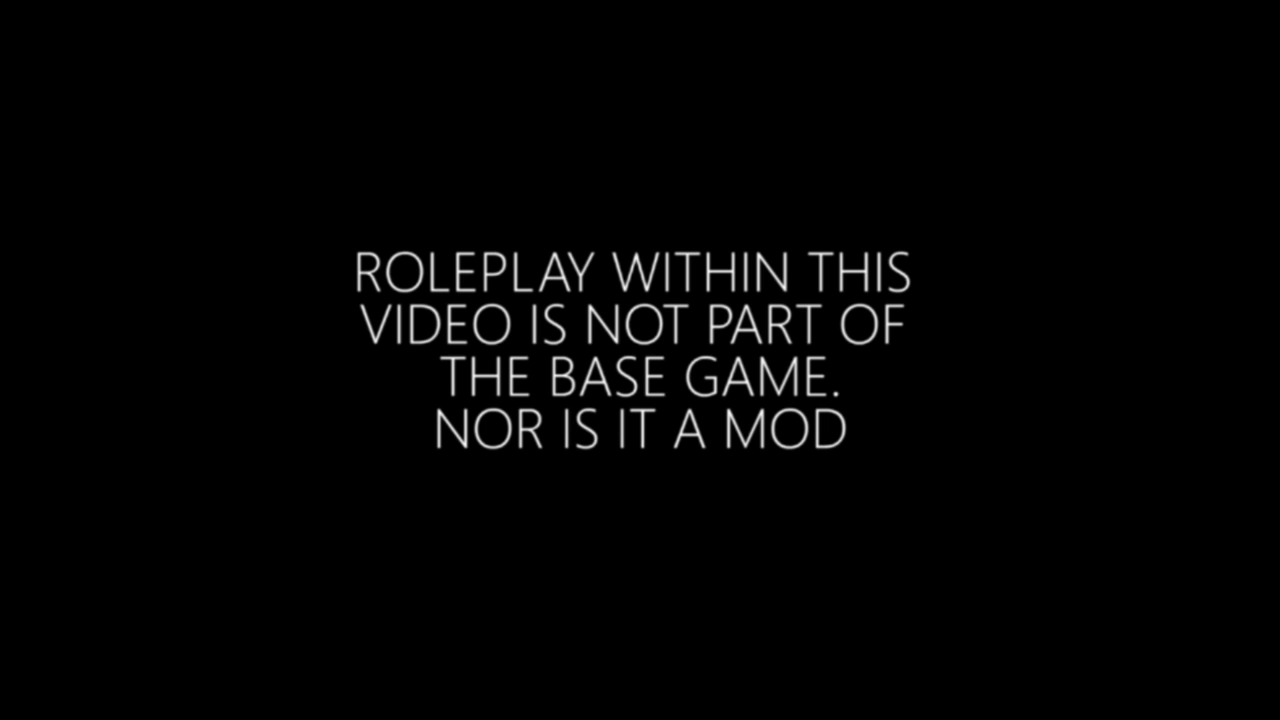 ROLEPLAY WITHIN THIS
VIDEO IS NOT PART OF
THE BASE GAME.
NOR IS IT A MOD